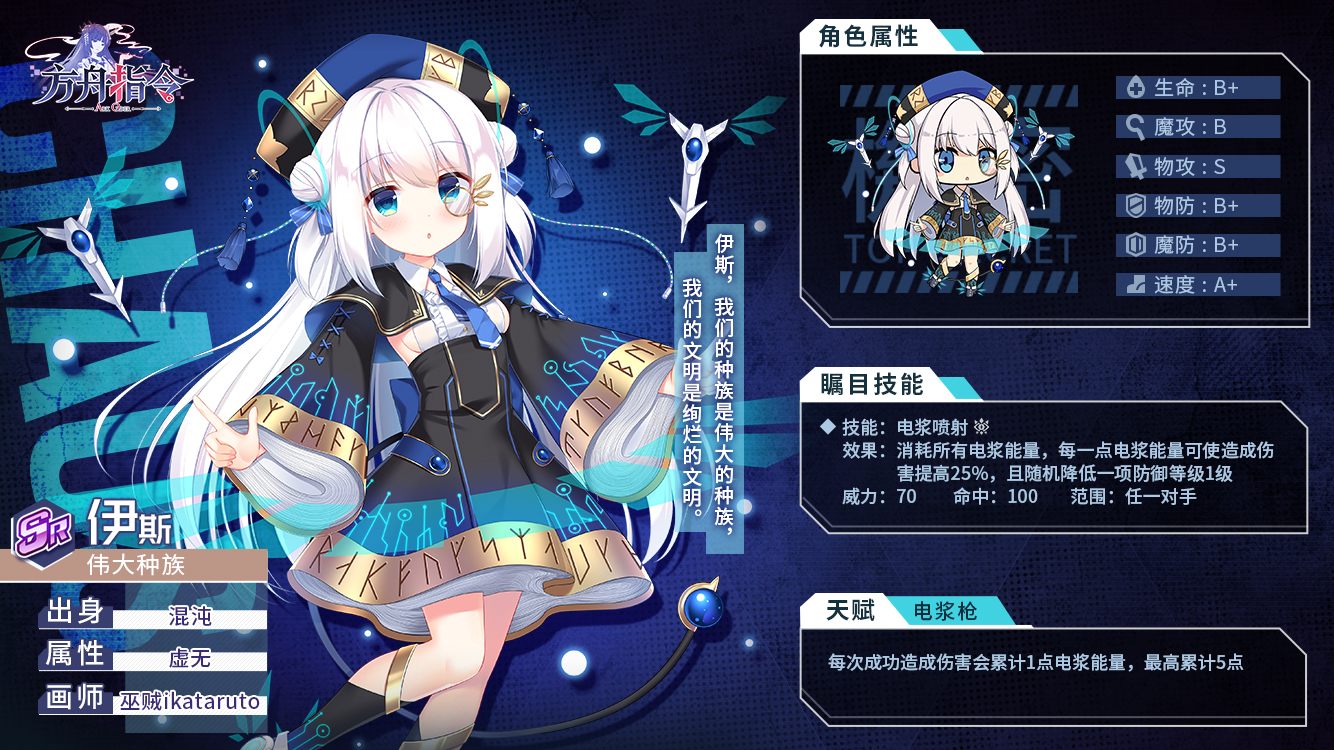 方舟指令
ARK ORDER
CHAOS
伊斯，我们的种族是伟大的种族，
我们的文明是绚烂的文明。
SR 伊斯
伟大种族
出身 混沌
属性 虚无
画师 巫贼ikataruto
角色属性
生命：B+
魔攻：B
物攻：S
物防：B+
魔防：B+
速度：A+
瞩目技能
技能：电浆喷射
效果：消耗所有电浆能量，每一点电浆能量可使造成伤
害提高25%，且随机降低一项防御等级1级
威力：70 命中：100 范围：任一对手
天赋 电浆枪
每次成功造成伤害会累计1点电浆能量，最高累计5点